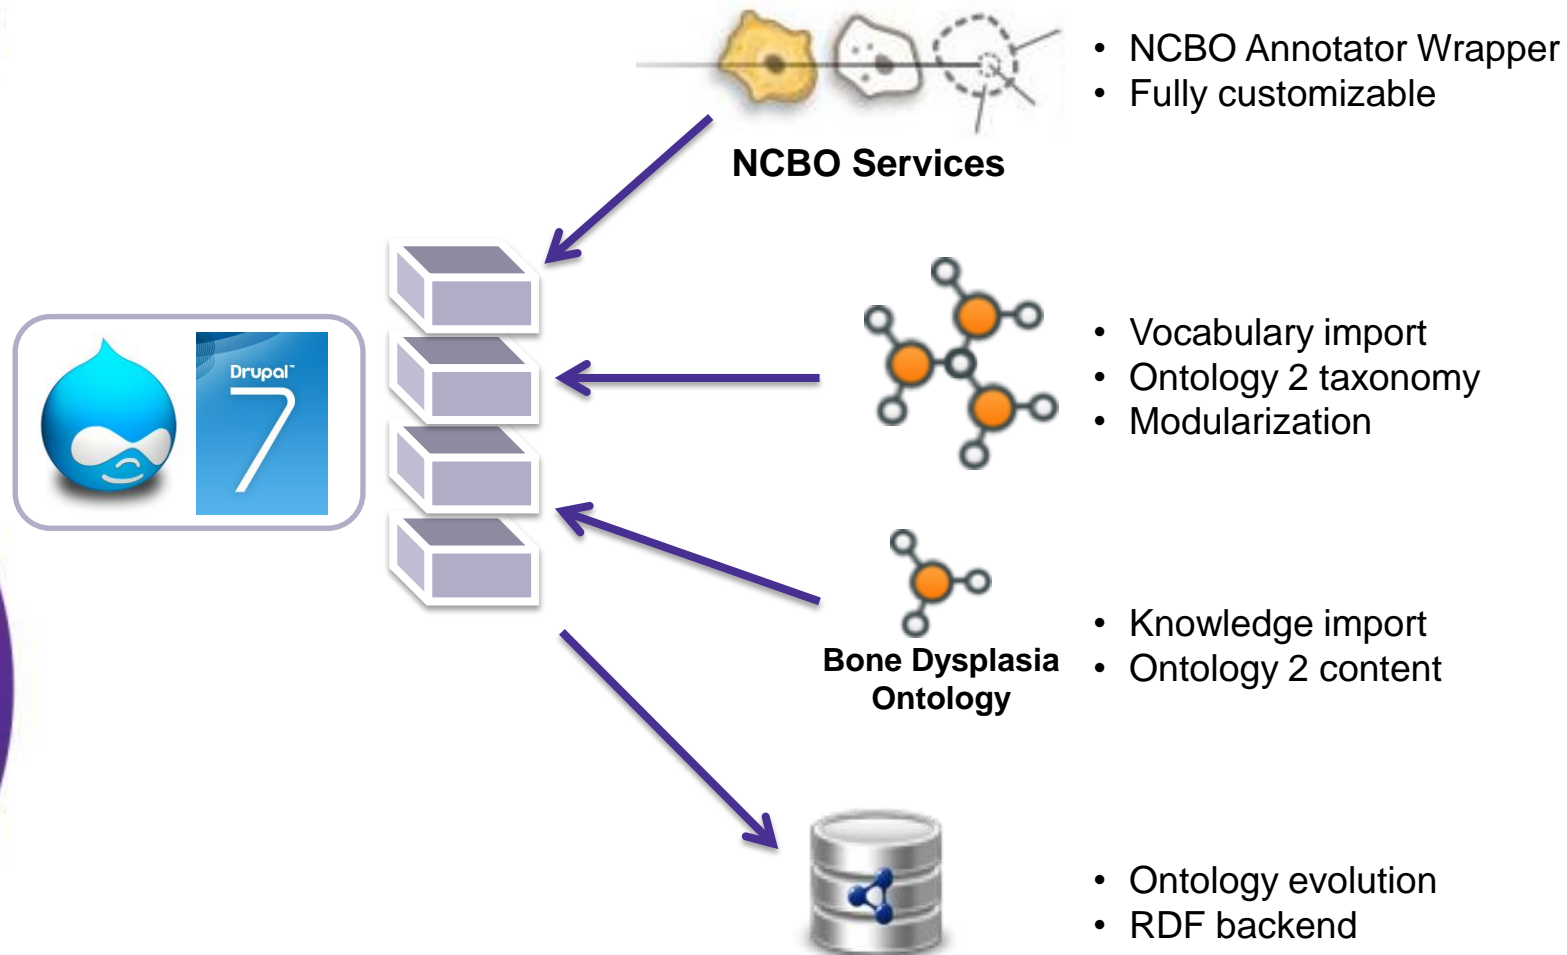 • NCBO Annotator Wrapper
• Fully customizable
NCBO Services
Drupal™
7
• Vocabulary import
• Ontology 2 taxonomy
• Modularization
Bone Dysplasia
Ontology
• Knowledge import
• Ontology 2 content
• Ontology evolution
• RDF backend